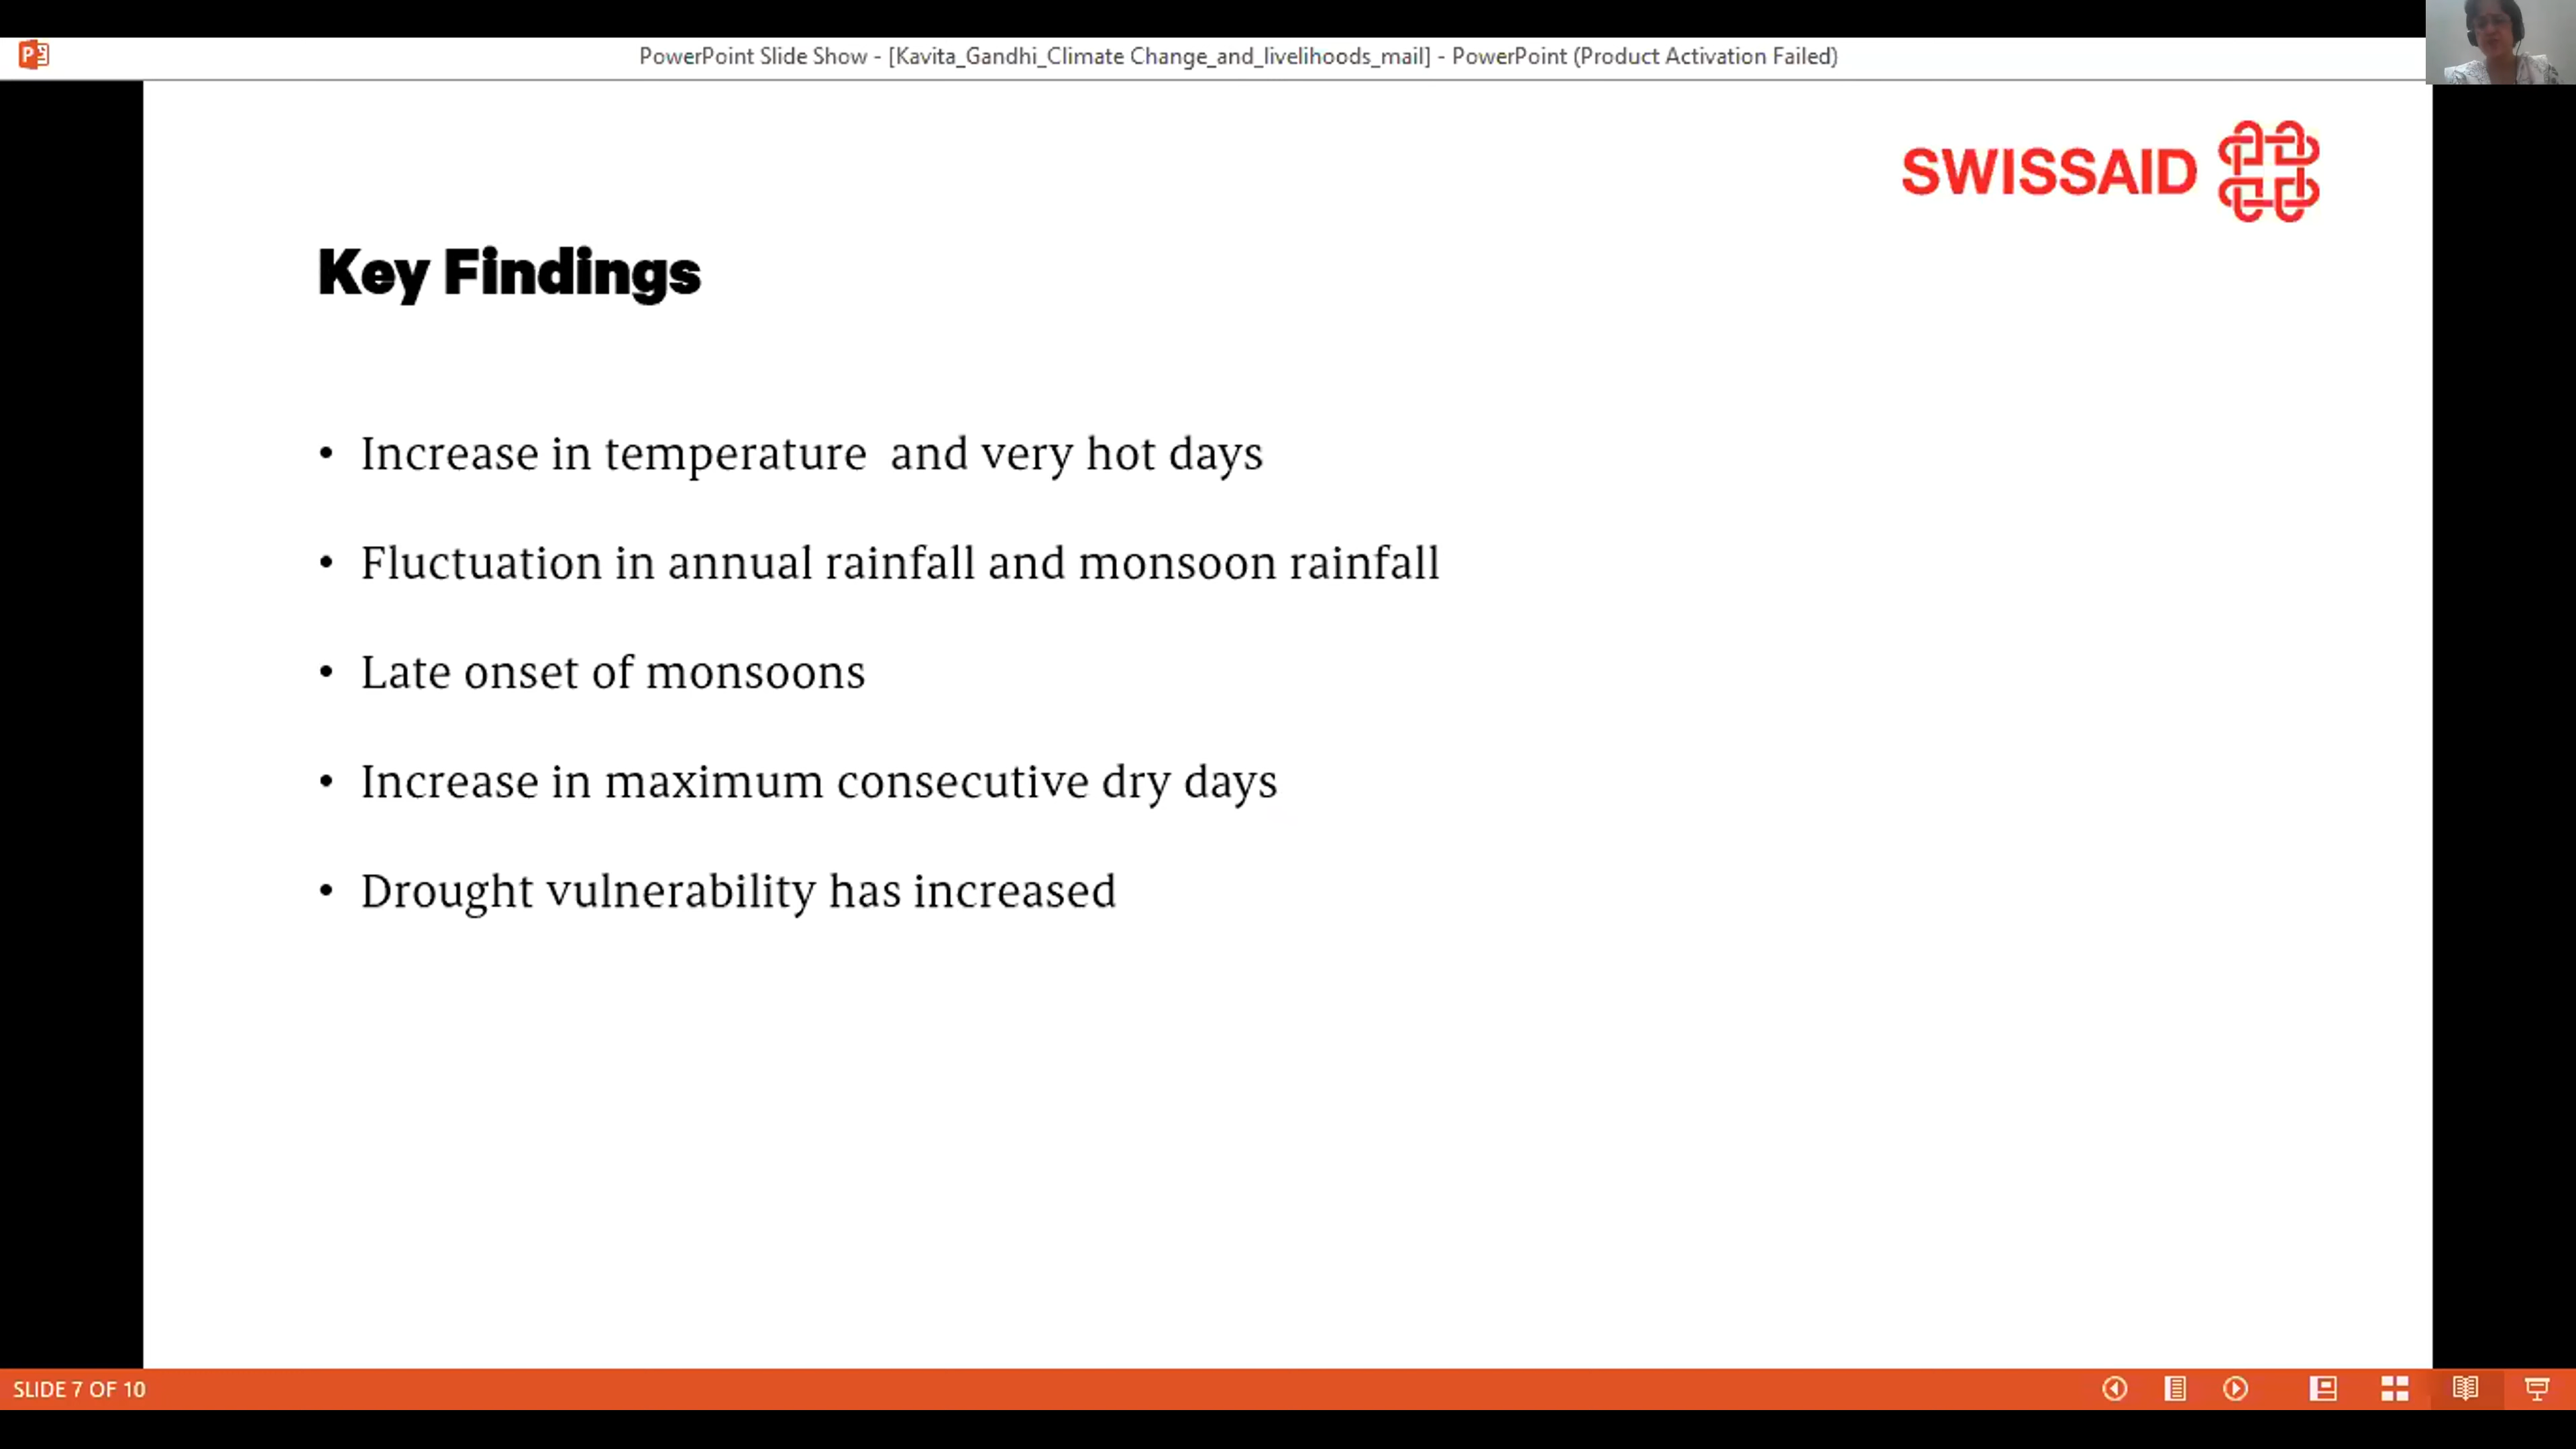 PowerPoint Slide Show - [Kavita_Gandhi_Climate Change_and_livelihoods_mail] - PowerPoint (Product Activation Failed)
SWISSAID
Key Findings
• Increase in temperature  and very hot days
• Fluctuation in annual rainfall and monsoon rainfall
• Late onset of monsoons
• Increase in maximum consecutive dry days
• Drought vulnerability has increased
SLIDE 7 OF 10